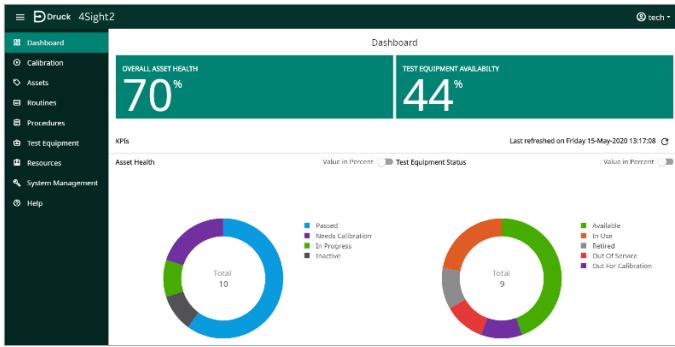 Druck 4Sight2
tech
Dashboard
Calibration
Assets
Routines
Procedures
Test Equipment
Resources
System Management
Help
Dashboard
OVERALL ASSET HEALTH
70%
TEST EQUIPMENT AVAILABILTY
44%
KPIs
Last refreshed on Friday 15-May-2020 13:17:08
Asset Health
Value in Percent
Test Equipment Status
Value in Percent
Total
10
Passed
Needs Calibration
In Progress
Inactive
Total
9
Available
In Use
Retired
Out Of Service
Out For Calibration